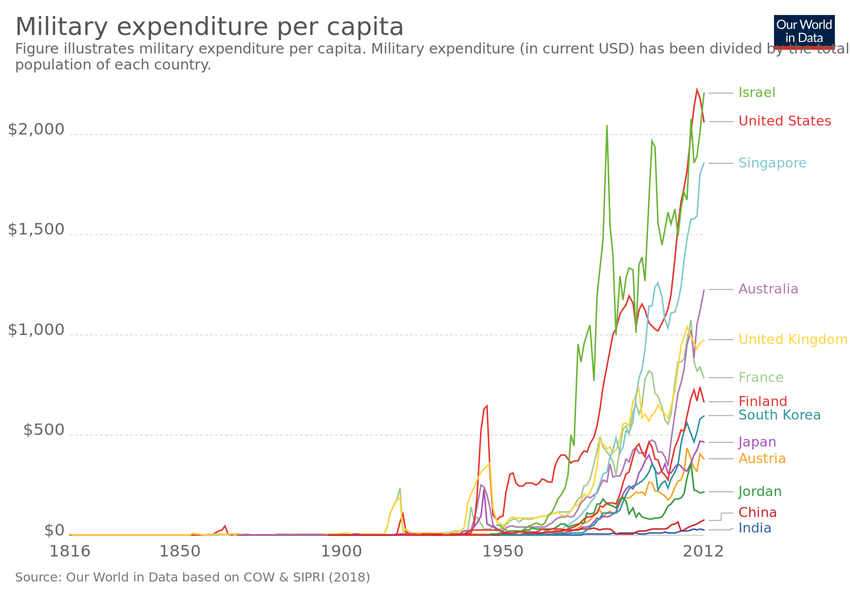 Military expenditure per capita
Our World
in Data
Figure illustrates military expenditure per capita. Military expenditure (in current USD) has been divided by the total
population of each country.
Israel
$2,000
United States
Singapore
$1,500
Australia
$1,000
United Kingdom
France
Finland
South Korea
$500
Japan
Austria
Jordan
China
India
$0
1816
1850
1900
1950
2012
Source: Our World in Data based on COW & SIPRI (2018)